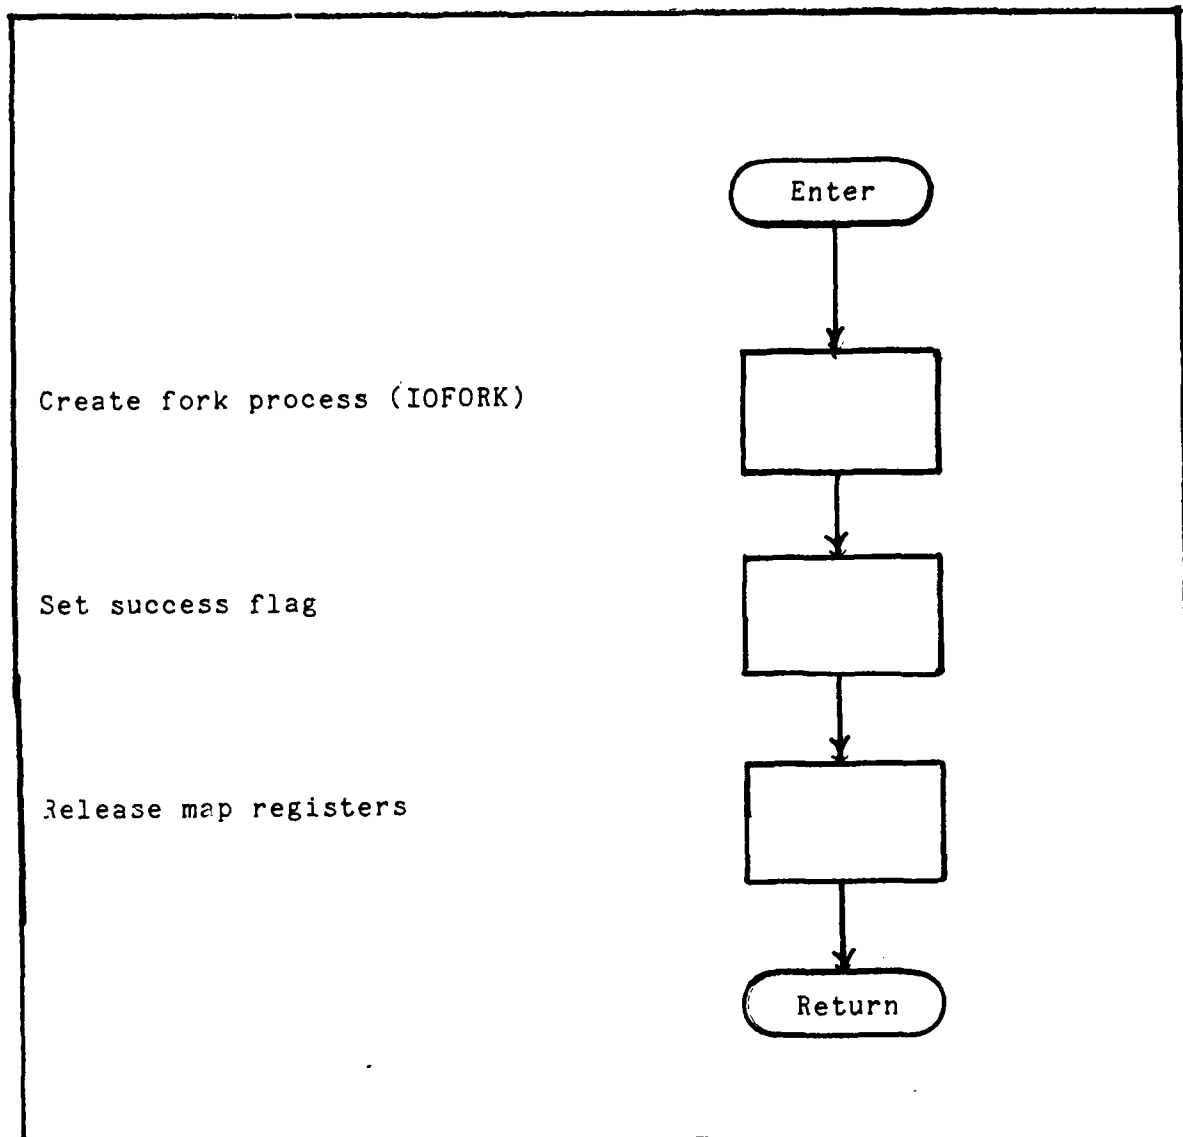 Enter
Create fork process (IOFORK)
Set success flag
Release map registers
Return